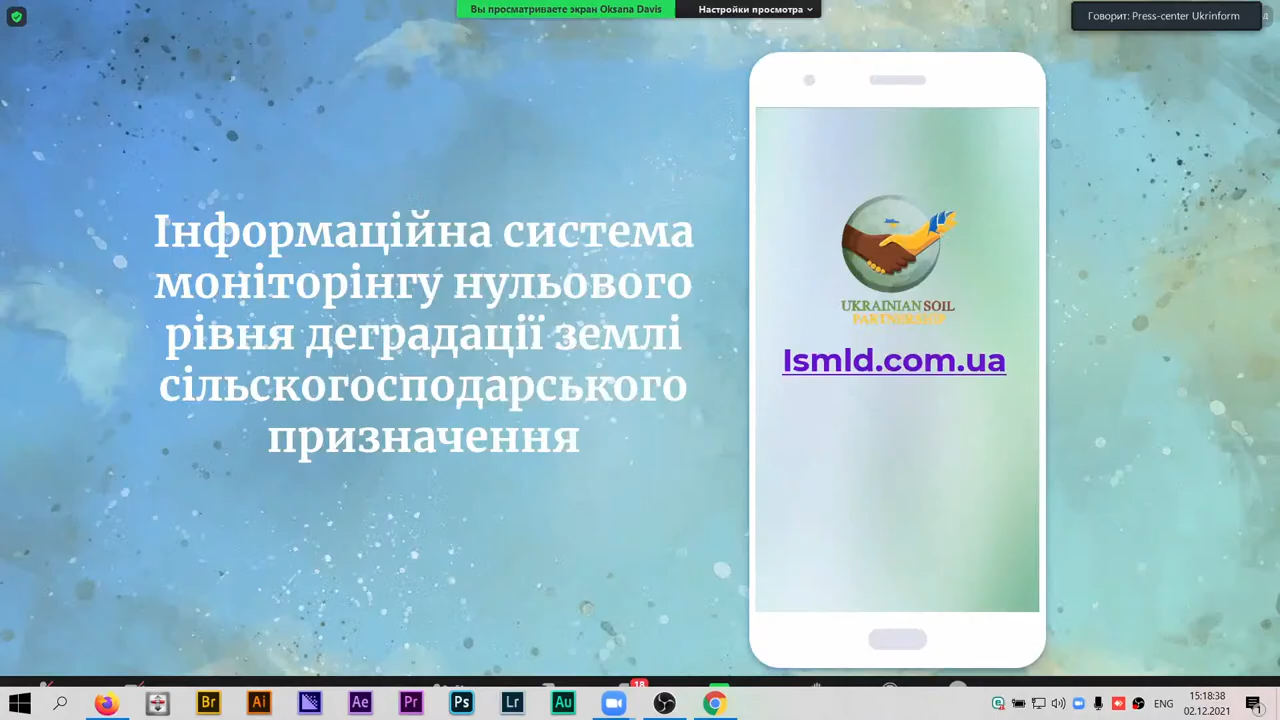 Вы просматриваете экран Oksana Davis
Настройки просмотра
Говорит: Press-center Ukrinform
Інформаційна система
моніторінгу нульового
рівня деградації землі
сільскогосподарського
призначення
UKRAINIAN SOIL
PARTNERSHIP
Ismld.com.ua
18
Br
Ai
Ae
Pr
Ps
Lr
Au
ENG
15:18:38
02.12.2021
1